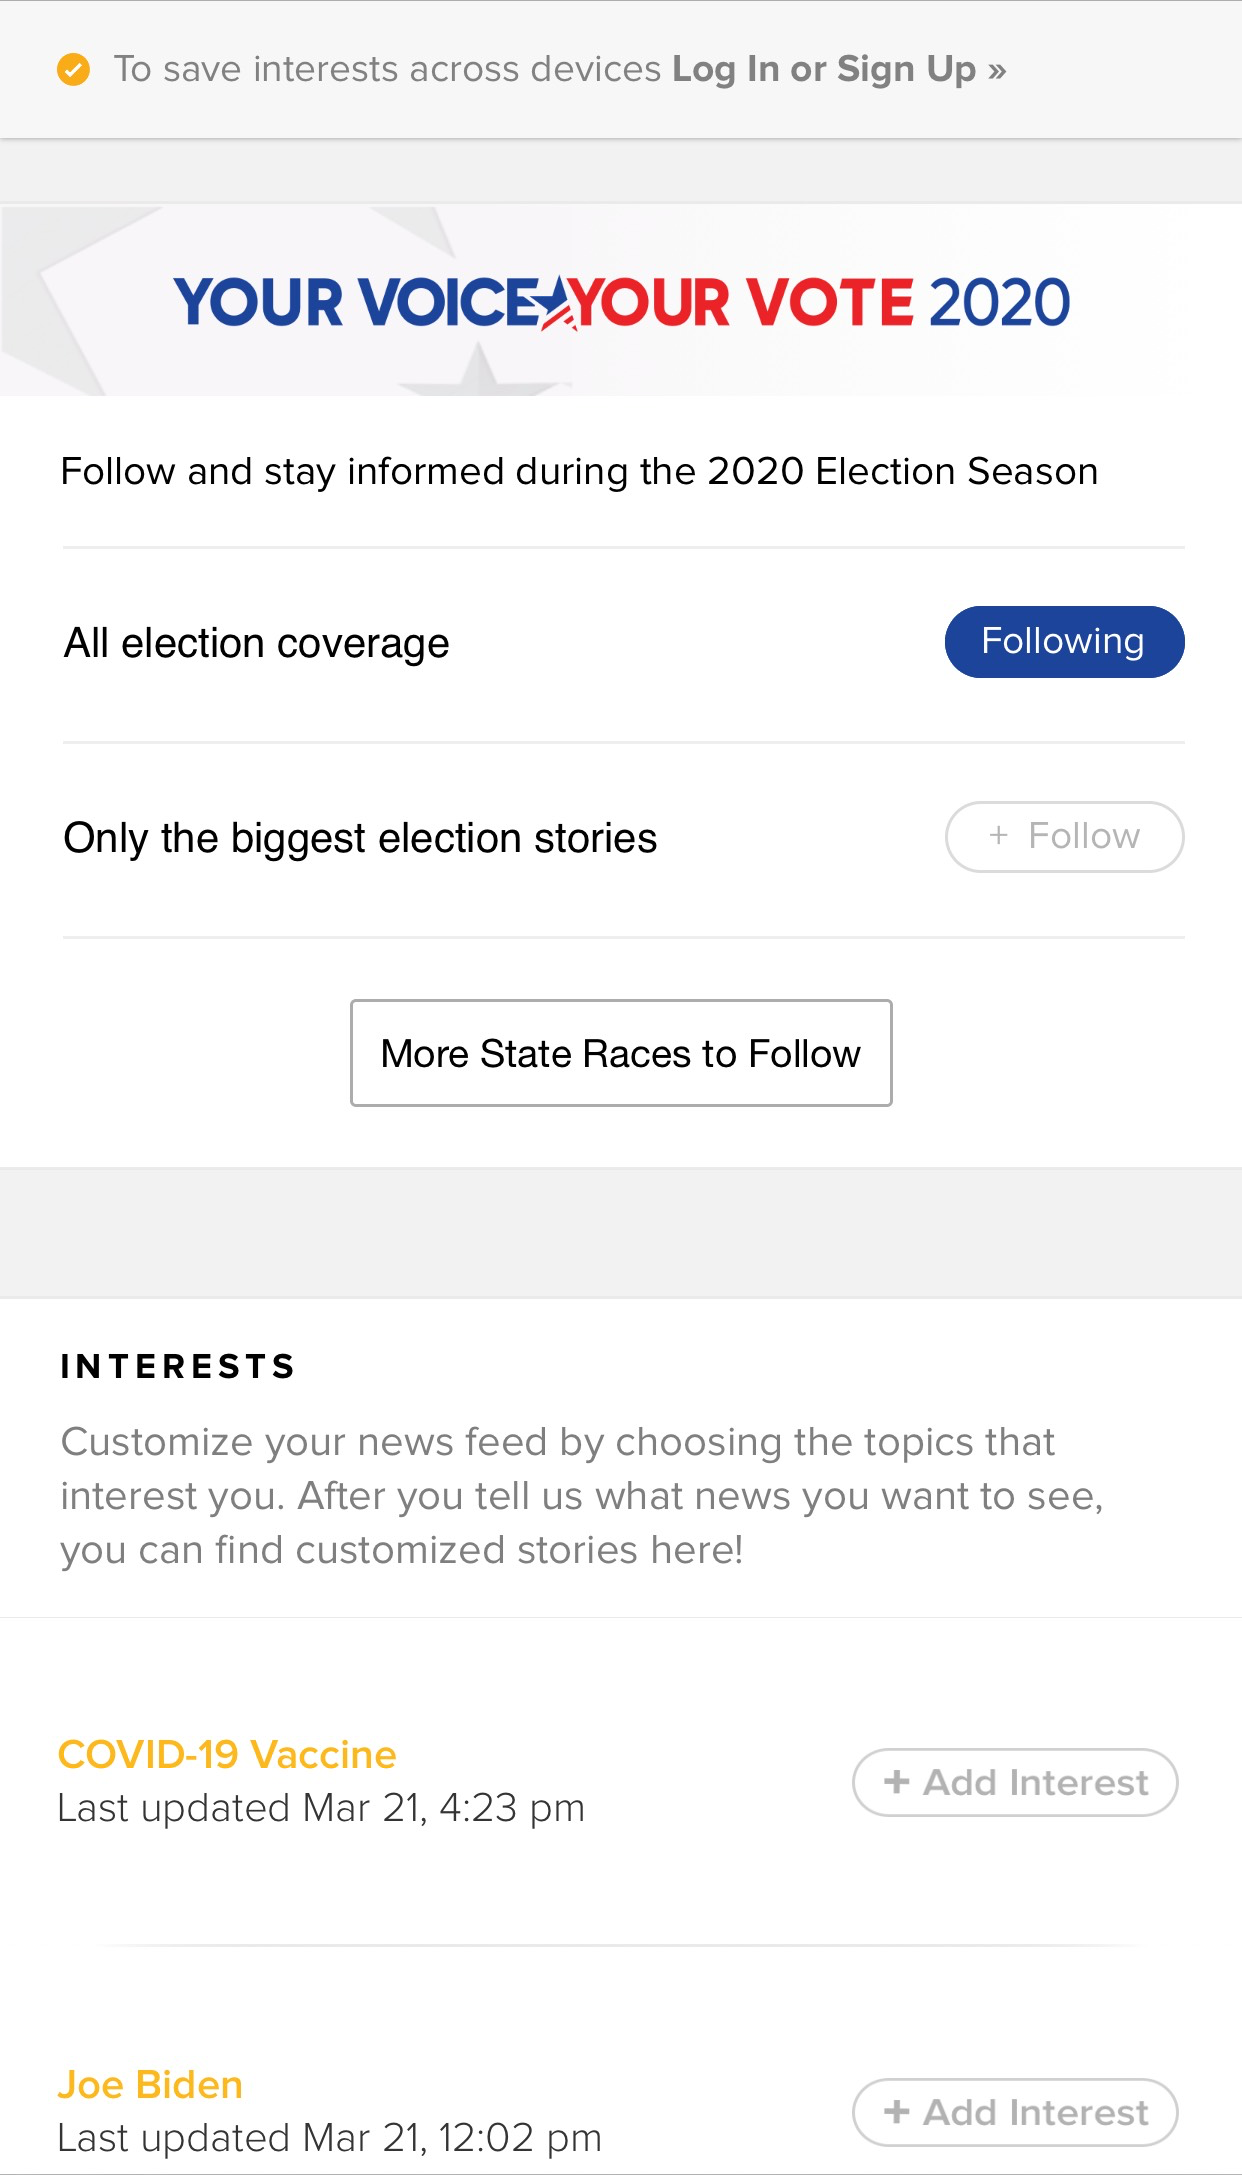 To save interests across devices Log In or Sign Up »
YOUR VOICE YOUR VOTE 2020
Follow and stay informed during the 2020 Election Season
All election coverage
Following
Only the biggest election stories
+ Follow
More State Races to Follow
INTERESTS
Customize your news feed by choosing the topics that
interest you. After you tell us what news you want to see,
you can find customized stories here!
COVID-19 Vaccine
Last updated Mar 21, 4:23 pm
+ Add Interest
Joe Biden
Last updated Mar 21, 12:02 pm
+ Add Interest